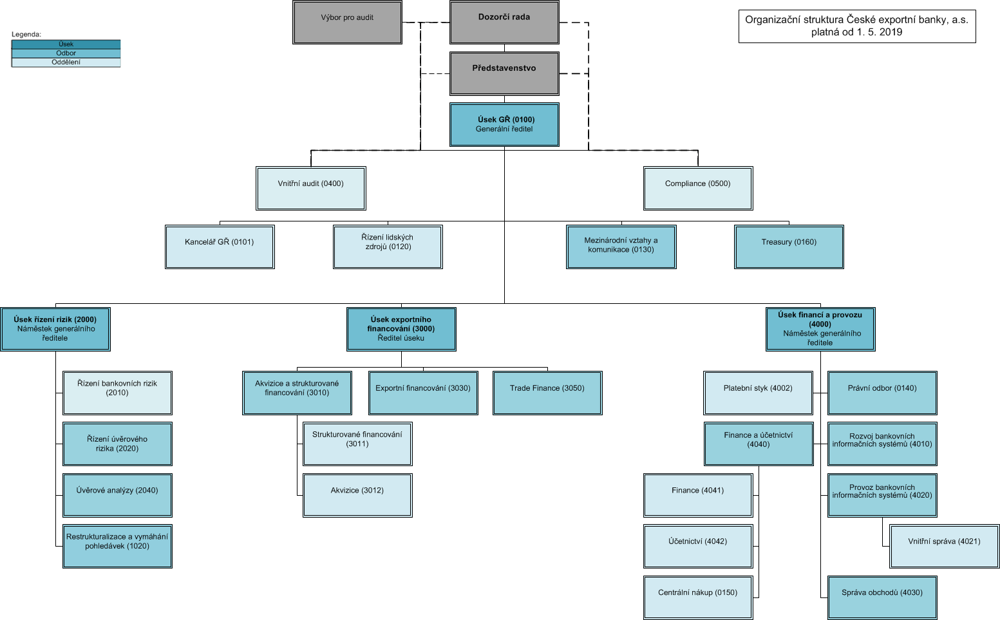 Výbor pro audit
Dozorčí rada
Organizační struktura České exportní banky, a.s.
platná od 1. 5. 2019
Legenda:
Úsek
Odbor
Oddělení
Představenstvo
Úsek GŘ (0100)
Generální ředitel
Vnitřní audit (0400)
Compliance (0500)
Kancelář GŘ (0101)
Řízení lidských
zdrojů (0120)
Mezinárodní vztahy a
komunikace (0130)
Treasury (0160)
Úsek řízení rizik (2000)
Náměstek generálního
ředitele
Úsek exportního
financování (3000)
Ředitel úseku
Úsek financí a provozu
(4000)
Náměstek generálního
ředitele
Řízení bankovních rizik
(2010)
Akvizice a strukturované
financování (3010)
Exportní financování (3030)
Trade Finance (3050)
Platební styk (4002)
Právní odbor (0140)
Řízení úvěrového
rizika (2020)
Strukturované financování
(3011)
Finance a účetnictví
(4040)
Rozvoj bankovních
informačních systémů (4010)
Úvěrové analýzy (2040)
Akvizice (3012)
Finance (4041)
Provoz bankovních
informačních systémů (4020)
Restrukturalizace a vymáhání
pohledávek (1020)
Účetnictví (4042)
Vnitřní správa (4021)
Centrální nákup (0150)
Správa obchodů (4030)